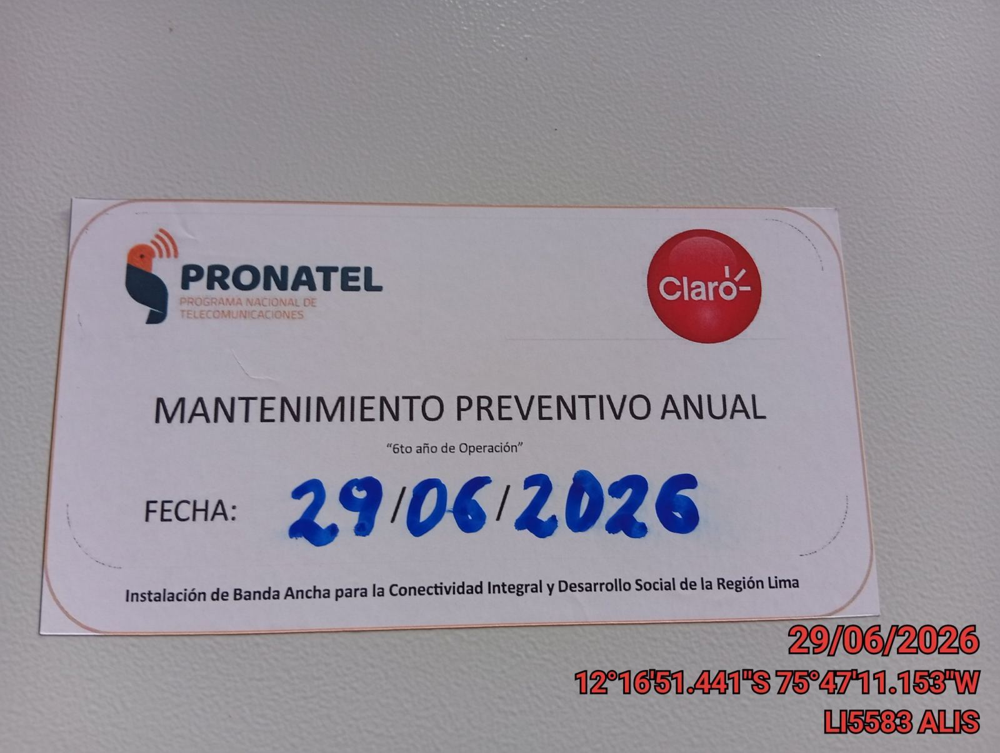 PRONATEL
PROGRAMA NACIONAL DE
TELECOMUNICACIONES
Claro
MANTENIMIENTO PREVENTIVO ANUAL
“6to año de Operación”
FECHA: 29/06/2026
Instalación de Banda Ancha para la Conectividad Integral y Desarrollo Social de la Región Lima
29/06/2026
12°16'51.441"S 75°47'11.153"W
LI5583 ALIS